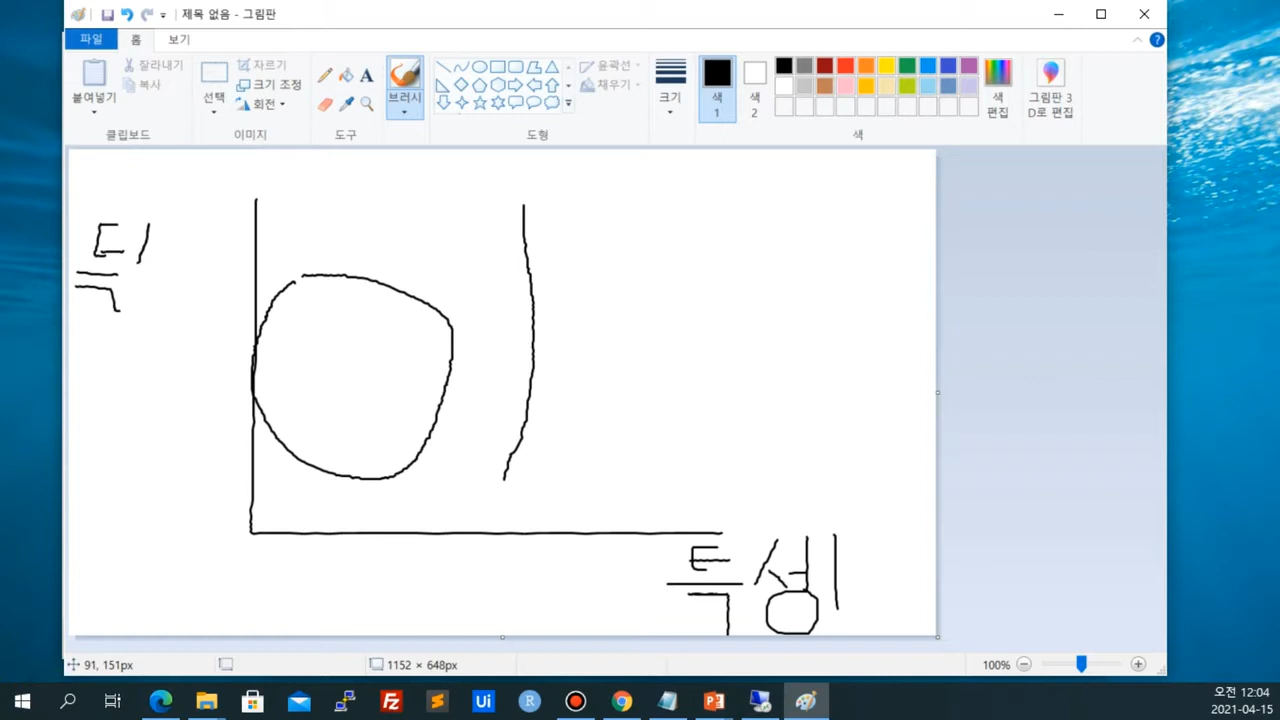 제목 없음 - 그림판
파일 홈 보기
붙여넣기
잘라내기
복사
클립보드
선택
자르기
크기 조정
회전
이미지
A
도구
브러시
윤곽선
채우기
도형
크기
색 1
색 2
색 편집
색
그림판 3D로 편집
특성1
91, 151px
1152 × 648px
100%
Fz
Ui
R
오전 12:04
2021-04-15